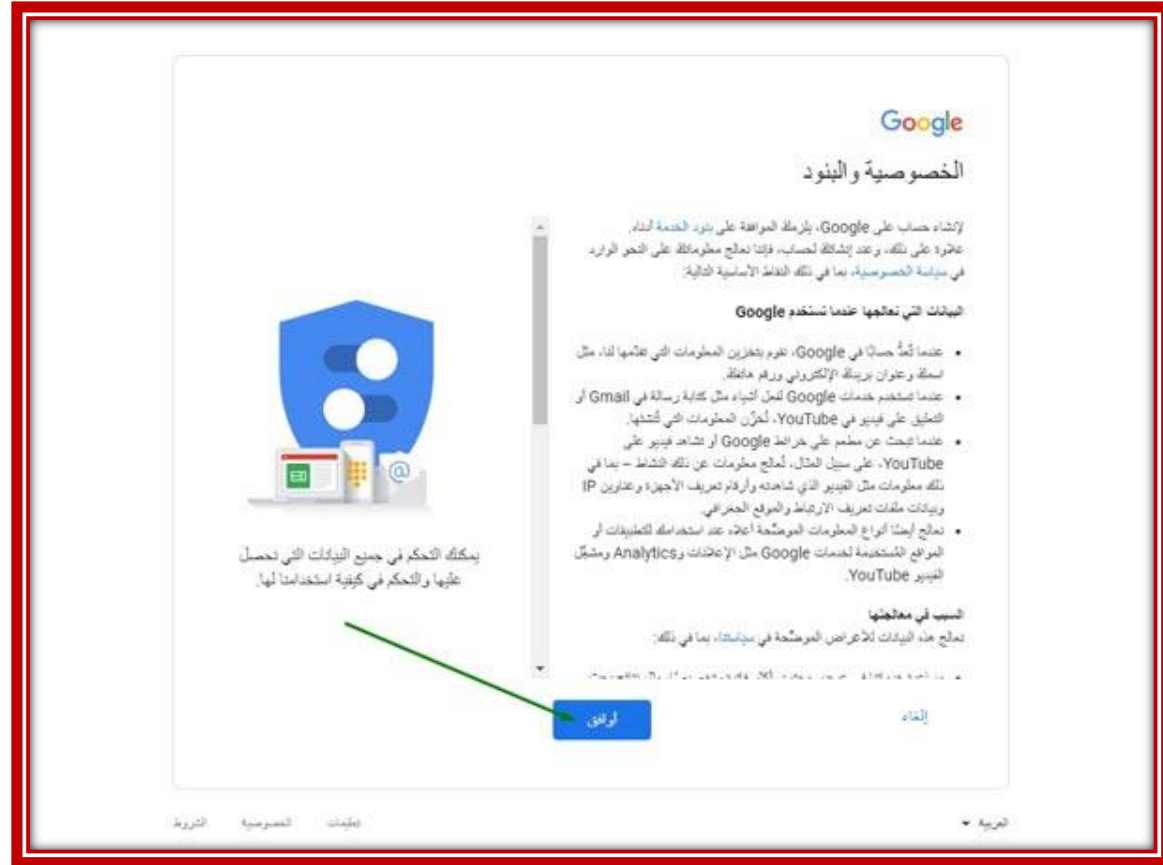 Google
الخصوصية والبنود
لإنشاء حساب على Google، يلزمك الموافقة على بنود الخدمة أدناه.
علاوة على ذلك، وعند إنشائك لحساب، فإننا نعالج معلوماتك على النحو الوارد
في سياسة الخصوصية، بما في ذلك النقاط الأساسية التالية:
البيانات التي نعالجها عندما تستخدم Google
• عندما تُعدّ حسابًا في Google، نقوم بتخزين المعلومات التي تقدّمها لنا، مثل
اسمك وعنوان بريدك الإلكتروني ورقم هاتفك.
• عندما تستخدم خدمات Google لفعل أشياء مثل كتابة رسالة في Gmail أو
التعليق على فيديو في YouTube، نُخزّن المعلومات التي تُنشئها.
• عندما تبحث عن مطعم على خرائط Google أو تشاهد فيديو على
YouTube، على سبيل المثال، نُعالج معلومات عن ذلك النشاط – بما في
ذلك معلومات مثل الفيديو الذي شاهدته وأرقام تعريف الأجهزة وعناوين IP
وبيانات ملفات تعريف الارتباط والموقع الجغرافي.
• نعالج أيضًا أنواع المعلومات الموضّحة أعلاه عند استخدامك للتطبيقات أو
المواقع المُستخدِمة لخدمات Google مثل الإعلانات وAnalytics ومشغِّل
الفيديو YouTube.
السبب في معالجتها
نعالج هذه البيانات للأغراض الموضّحة في سياستنا، بما في ذلك:
يمكنك التحكم في جميع البيانات التي نحصل
عليها والتحكم في كيفية استخدامنا لها.
إلغاء
أوافق
العربية
تعليمات الخصوصية الشروط